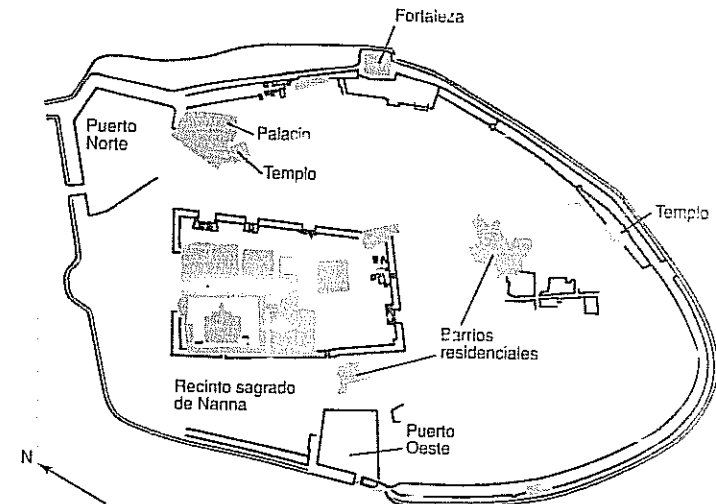 Fortaleza
Puerto
Norte
Palacio
Templo
Templo
Barrios
residenciales
Recinto sagrado
de Nanna
Puerto
Oeste
N